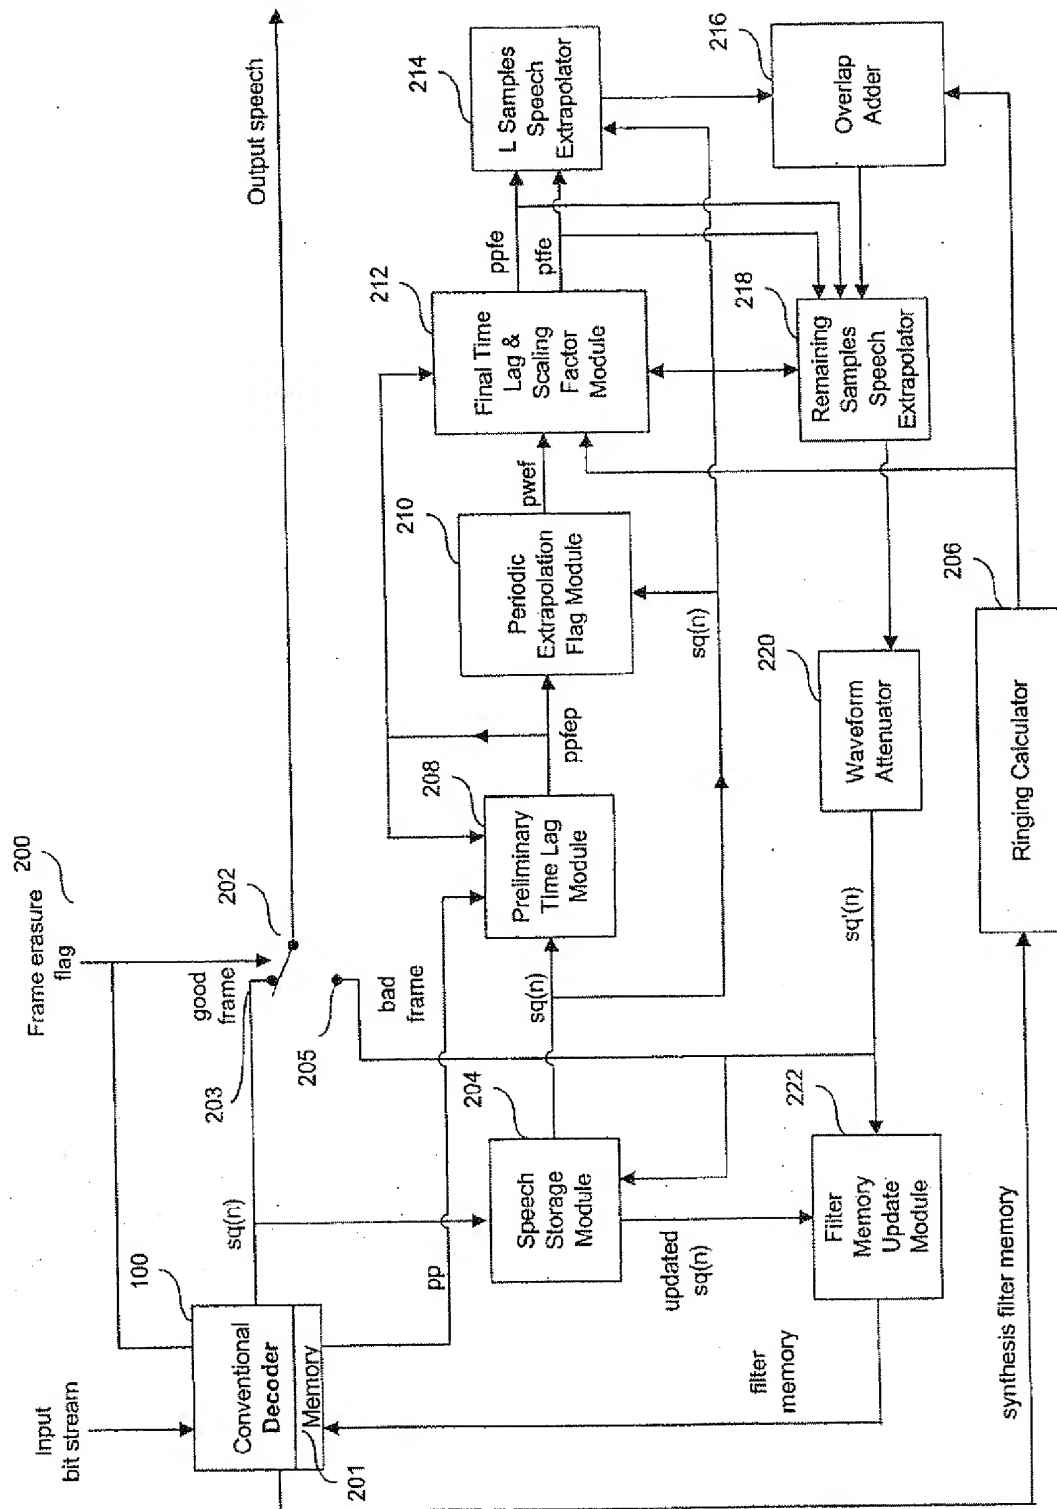 Frame erasure
flag
200
Input
bit stream
100
Conventional
Decoder
Memory
201
sq(n)
203
good
frame
202
Output speech
205
bad
frame
pp
204
Speech
Storage
Module
updated
sq(n)
sq(n)
208
Preliminary
Time Lag
Module
ppfep
210
Periodic
Extrapolation
Flag Module
pwef
212
Final Time
Lag &
Scaling
Factor
Module
ppfe
ptfe
214
L Samples
Speech
Extrapolator
sq(n)
216
Overlap
Adder
218
Remaining
Samples
Speech
Extrapolator
220
Waveform
Attenuator
sq'(n)
222
Filter
Memory
Update
Module
filter
memory
206
Ringing Calculator
synthesis filter memory